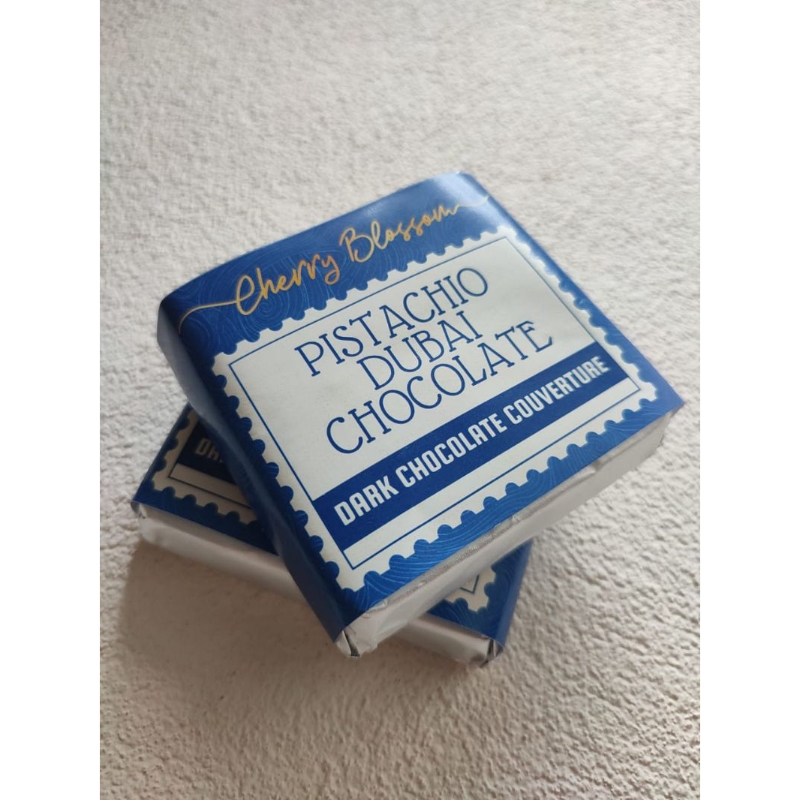 Cherry Blossom
PISTACHIO
DUBAI
CHOCOLATE
DARK CHOCOLATE COUVERTURE